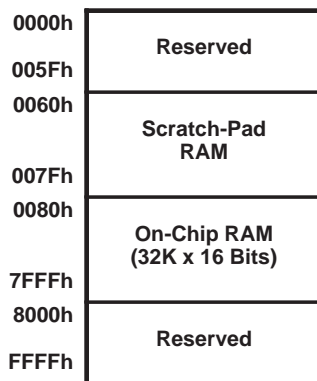 0000h
Reserved
005Fh
0060h
Scratch-Pad
RAM
007Fh
0080h
On-Chip RAM
(32K x 16 Bits)
7FFFh
8000h
Reserved
FFFFh